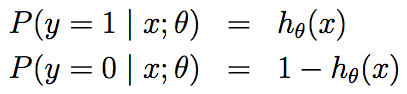 P(y = 1 | x; θ) = hθ(x)
P(y = 0 | x; θ) = 1 − hθ(x)